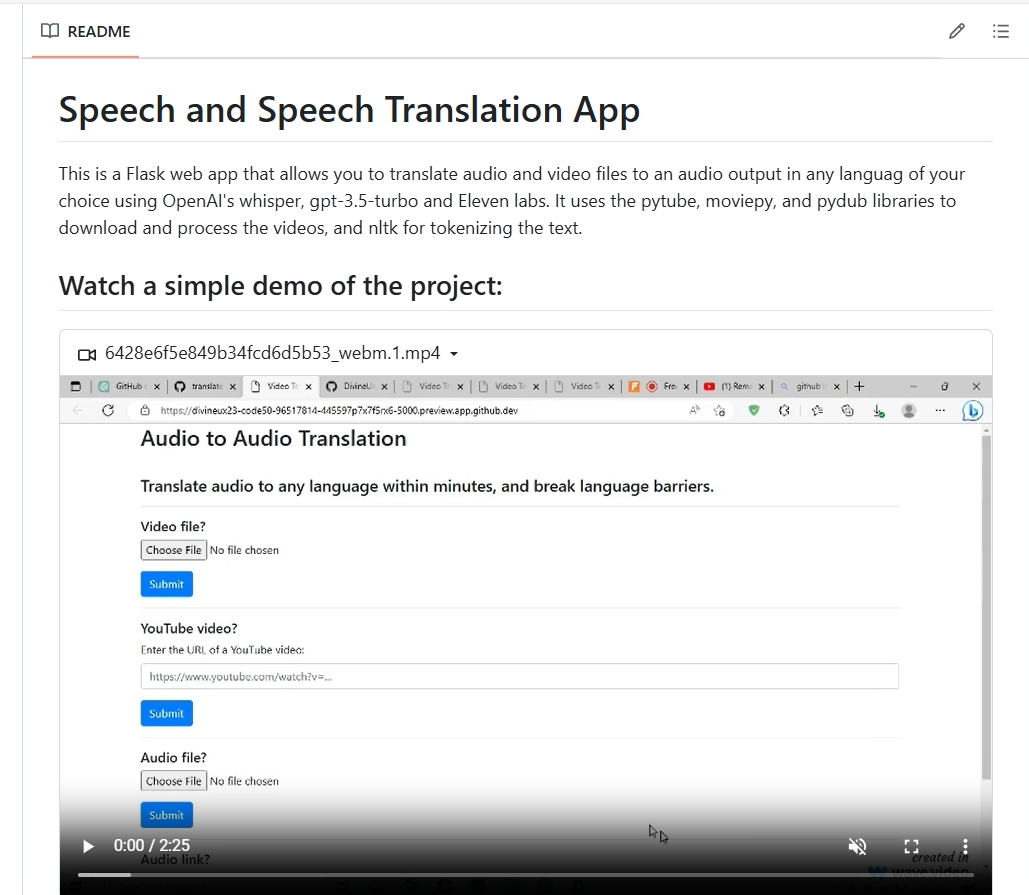 README
Speech and Speech Translation App
This is a Flask web app that allows you to translate audio and video files to an audio output in any languag of your
choice using OpenAI's whisper, gpt-3.5-turbo and Eleven labs. It uses the pytube, moviepy, and pydub libraries to
download and process the videos, and nltk for tokenizing the text.
Watch a simple demo of the project:
6428e6f5e849b34fcd6d5b53_webm.1.mp4
GitHub translate Video Tr DivineU Video Ti Video Tr Video Ti Free (1) Rem github
https://divineux23-code50-96517814-445597p7x7f5rx6-5000.preview.app.github.dev
Audio to Audio Translation
Translate audio to any language within minutes, and break language barriers.
Video file?
Choose File No file chosen
Submit
YouTube video?
Enter the URL of a YouTube video:
https://www.youtube.com/watch?v=...
Submit
Audio file?
Choose File No file chosen
Submit
0:00 / 2:25
Audio link?
created in
wave.video